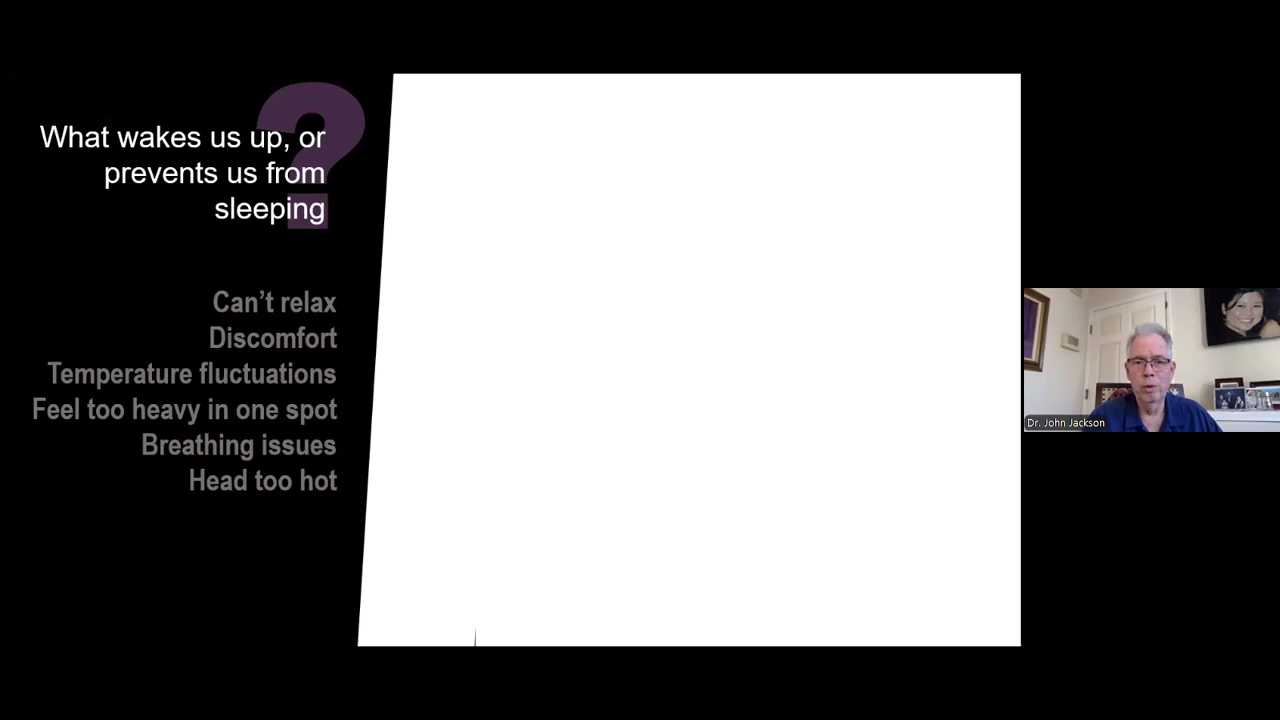 ?
What wakes us up, or
prevents us from
sleeping
Can’t relax
Discomfort
Temperature fluctuations
Feel too heavy in one spot
Breathing issues
Head too hot
Dr. John Jackson